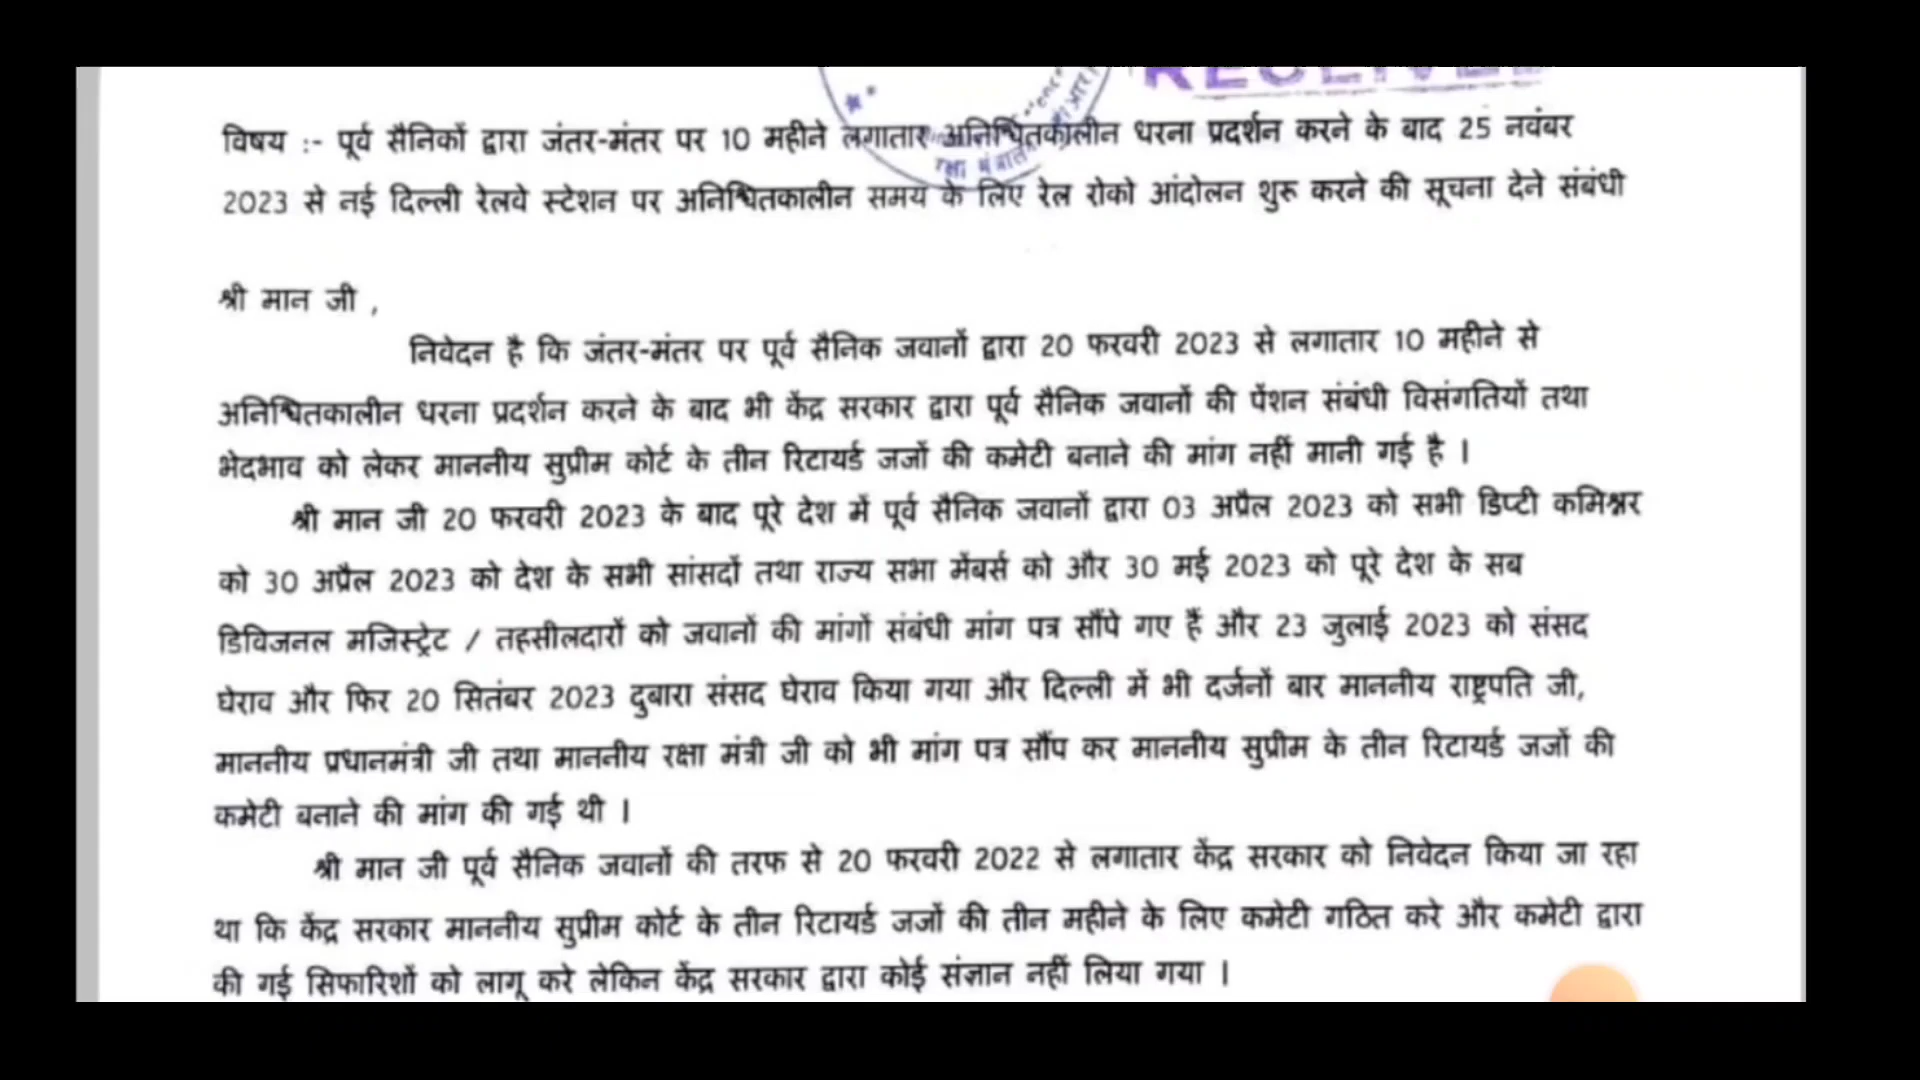 RECEIVED
रक्षा मंत्रालय
विषय :- पूर्व सैनिकों द्वारा जंतर-मंतर पर 10 महीने लगातार अनिश्चितकालीन धरना प्रदर्शन करने के बाद 25 नवंबर
2023 से नई दिल्ली रेलवे स्टेशन पर अनिश्चितकालीन समय के लिए रेल रोको आंदोलन शुरू करने की सूचना देने संबंधी
श्री मान जी ,
निवेदन है कि जंतर-मंतर पर पूर्व सैनिक जवानों द्वारा 20 फरवरी 2023 से लगातार 10 महीने से
अनिश्चितकालीन धरना प्रदर्शन करने के बाद भी केंद्र सरकार द्वारा पूर्व सैनिक जवानों की पेंशन संबंधी विसंगतियों तथा
भेदभाव को लेकर माननीय सुप्रीम कोर्ट के तीन रिटायर्ड जजों की कमेटी बनाने की मांग नहीं मानी गई है ।
श्री मान जी 20 फरवरी 2023 के बाद पूरे देश में पूर्व सैनिक जवानों द्वारा 03 अप्रैल 2023 को सभी डिप्टी कमिश्नर
को 30 अप्रैल 2023 को देश के सभी सांसदों तथा राज्य सभा मेंबर्स को और 30 मई 2023 को पूरे देश के सब
डिविजनल मजिस्ट्रेट / तहसीलदारों को जवानों की मांगों संबंधी मांग पत्र सौंपे गए हैं और 23 जुलाई 2023 को संसद
घेराव और फिर 20 सितंबर 2023 दुबारा संसद घेराव किया गया और दिल्ली में भी दर्जनों बार माननीय राष्ट्रपति जी,
माननीय प्रधानमंत्री जी तथा माननीय रक्षा मंत्री जी को भी मांग पत्र सौंप कर माननीय सुप्रीम के तीन रिटायर्ड जजों की
कमेटी बनाने की मांग की गई थी ।
श्री मान जी पूर्व सैनिक जवानों की तरफ से 20 फरवरी 2022 से लगातार केंद्र सरकार को निवेदन किया जा रहा
था कि केंद्र सरकार माननीय सुप्रीम कोर्ट के तीन रिटायर्ड जजों की तीन महीने के लिए कमेटी गठित करे और कमेटी द्वारा
की गई सिफारिशों को लागू करे लेकिन केंद्र सरकार द्वारा कोई संज्ञान नहीं लिया गया ।